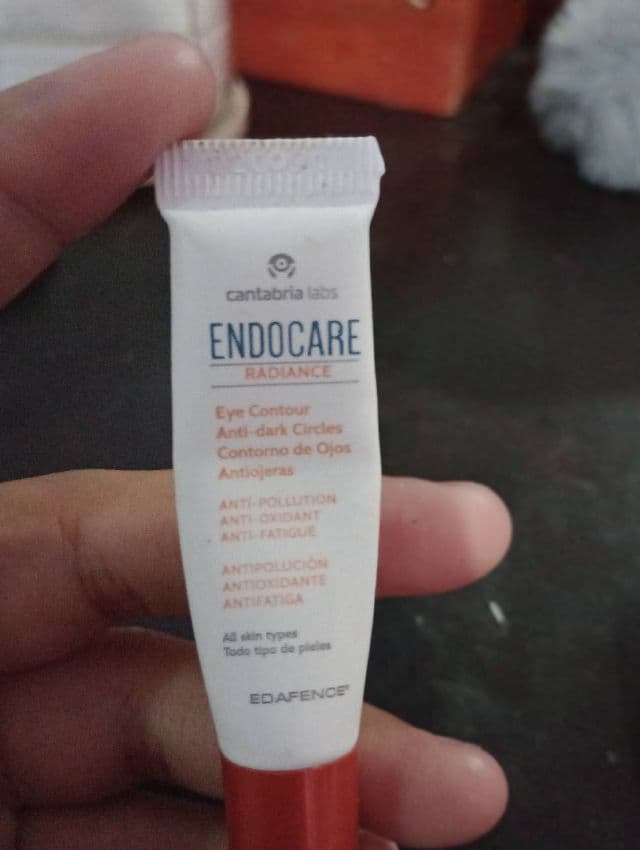 cantabria labs
ENDOCARE
RADIANCE
Eye Contour
Anti-dark Circles
Contorno de Ojos
Antiojeras
ANTI-POLLUTION
ANTI-OXIDANT
ANTI-FATIGUE
ANTIPOLUCIÓN
ANTIOXIDANTE
ANTIFATIGA
All skin types
Todo tipo de pieles
EDAFENCE®